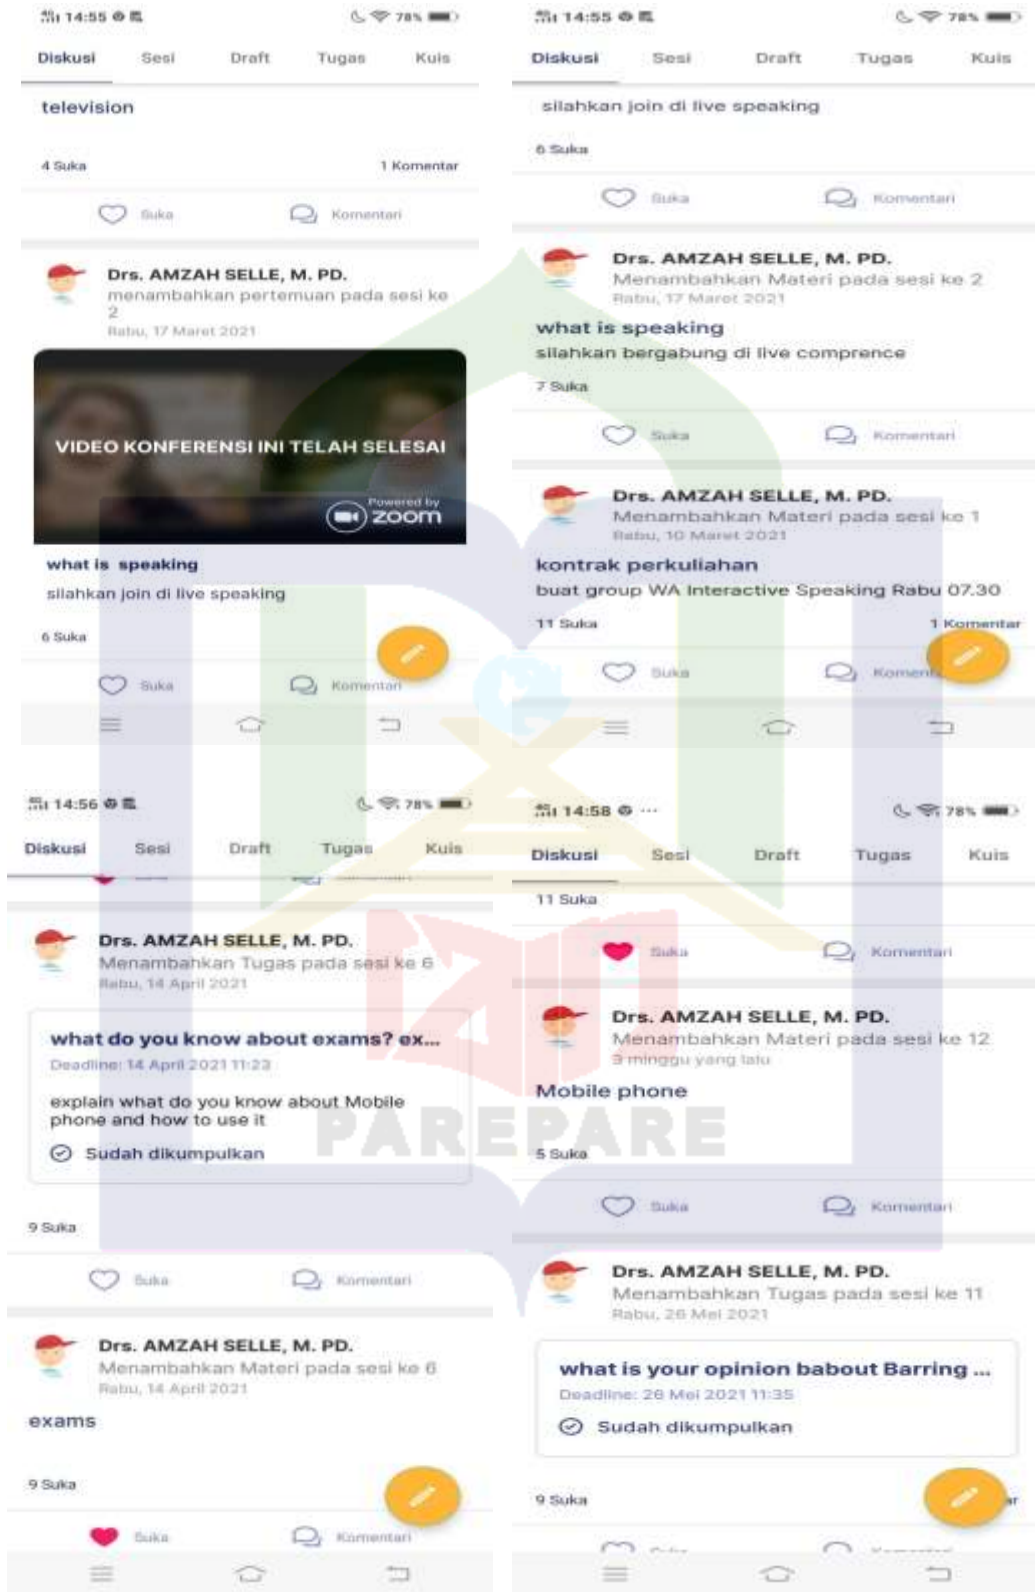 14:55
78%
Diskusi Sesi Draft Tugas Kuis
television
4 Suka 1 Komentar
Suka Komentari
Drs. AMZAH SELLE, M. PD.
menambahkan pertemuan pada sesi ke
2
Rabu, 17 Maret 2021
VIDEO KONFERENSI INI TELAH SELESAI
Powered by
zoom
what is speaking
silahkan join di live speaking
6 Suka
Suka Komentari
14:55
78%
Diskusi Sesi Draft Tugas Kuis
silahkan join di live speaking
6 Suka
Suka Komentari
Drs. AMZAH SELLE, M. PD.
Menambahkan Materi pada sesi ke 2
Rabu, 17 Maret 2021
what is speaking
silahkan bergabung di live comprence
7 Suka
Suka Komentari
Drs. AMZAH SELLE, M. PD.
Menambahkan Materi pada sesi ke 1
Rabu, 10 Maret 2021
kontrak perkuliahan
buat group WA Interactive Speaking Rabu 07.30
11 Suka 1 Komentar
Suka Koment
14:56
78%
Diskusi Sesi Draft Tugas Kuis
Drs. AMZAH SELLE, M. PD.
Menambahkan Tugas pada sesi ke 6
Rabu, 14 April 2021
what do you know about exams? ex...
Deadline: 14 April 2021 11:23
explain what do you know about Mobile
phone and how to use it
Sudah dikumpulkan
9 Suka
Suka Komentari
Drs. AMZAH SELLE, M. PD.
Menambahkan Materi pada sesi ke 6
Rabu, 14 April 2021
exams
9 Suka
Suka Komentari
14:58 ...
78%
Diskusi Sesi Draft Tugas Kuis
11 Suka
Suka Komentari
Drs. AMZAH SELLE, M. PD.
Menambahkan Materi pada sesi ke 12
3 minggu yang lalu
Mobile phone
5 Suka
Suka Komentari
Drs. AMZAH SELLE, M. PD.
Menambahkan Tugas pada sesi ke 11
Rabu, 26 Mei 2021
what is your opinion babout Barring ...
Deadline: 26 Mei 2021 11:35
Sudah dikumpulkan
9 Suka ar
PAREPARE